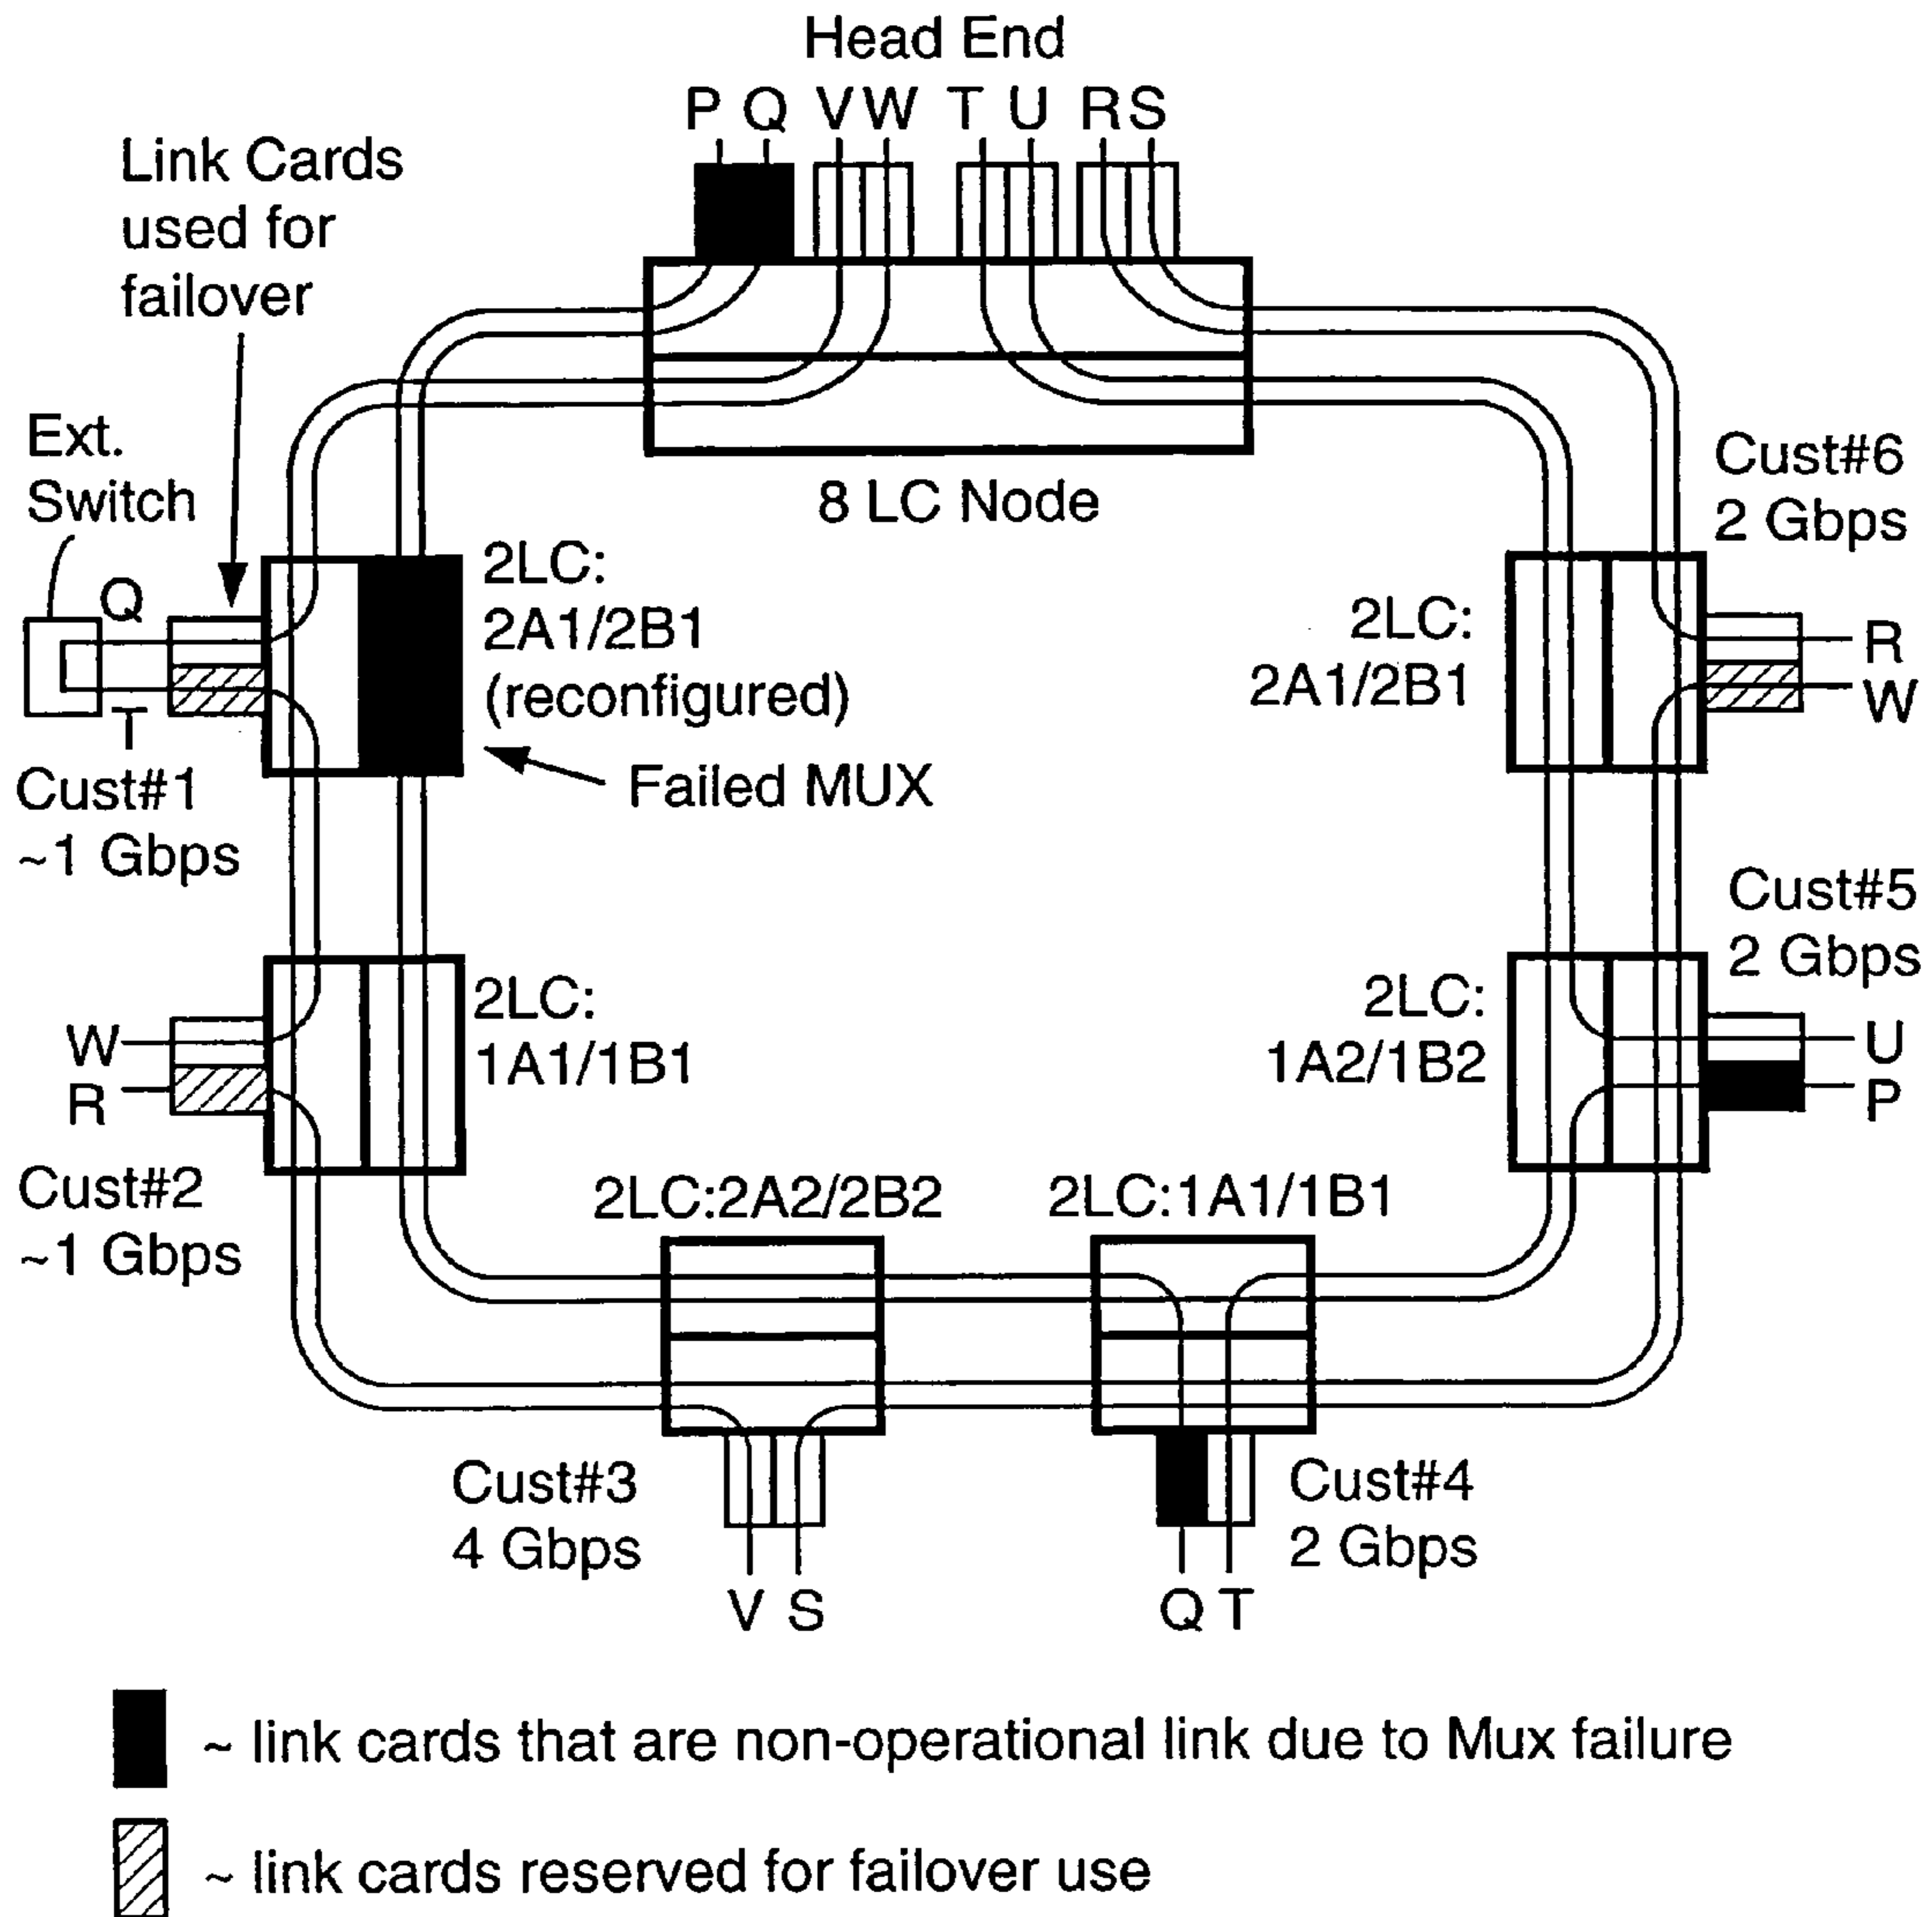 Head End
P Q V W T U R S
Link Cards
used for
failover
Ext.
Switch
8 LC Node
Cust#6
2 Gbps
Q
2LC:
2A1/2B1
(reconfigured)
2LC:
2A1/2B1
R
W
T
Failed MUX
Cust#1
~1 Gbps
Cust#5
2 Gbps
W
R
2LC:
1A1/1B1
2LC:
1A2/1B2
U
P
Cust#2
~1 Gbps
2LC:2A2/2B2
2LC:1A1/1B1
Cust#3
4 Gbps
Cust#4
2 Gbps
V S
Q T
~ link cards that are non-operational link due to Mux failure
~ link cards reserved for failover use